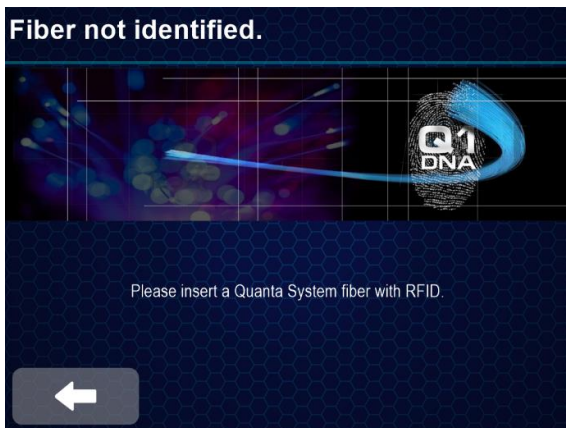 Fiber not identified.
Q1
DNA
Please insert a Quanta System fiber with RFID.